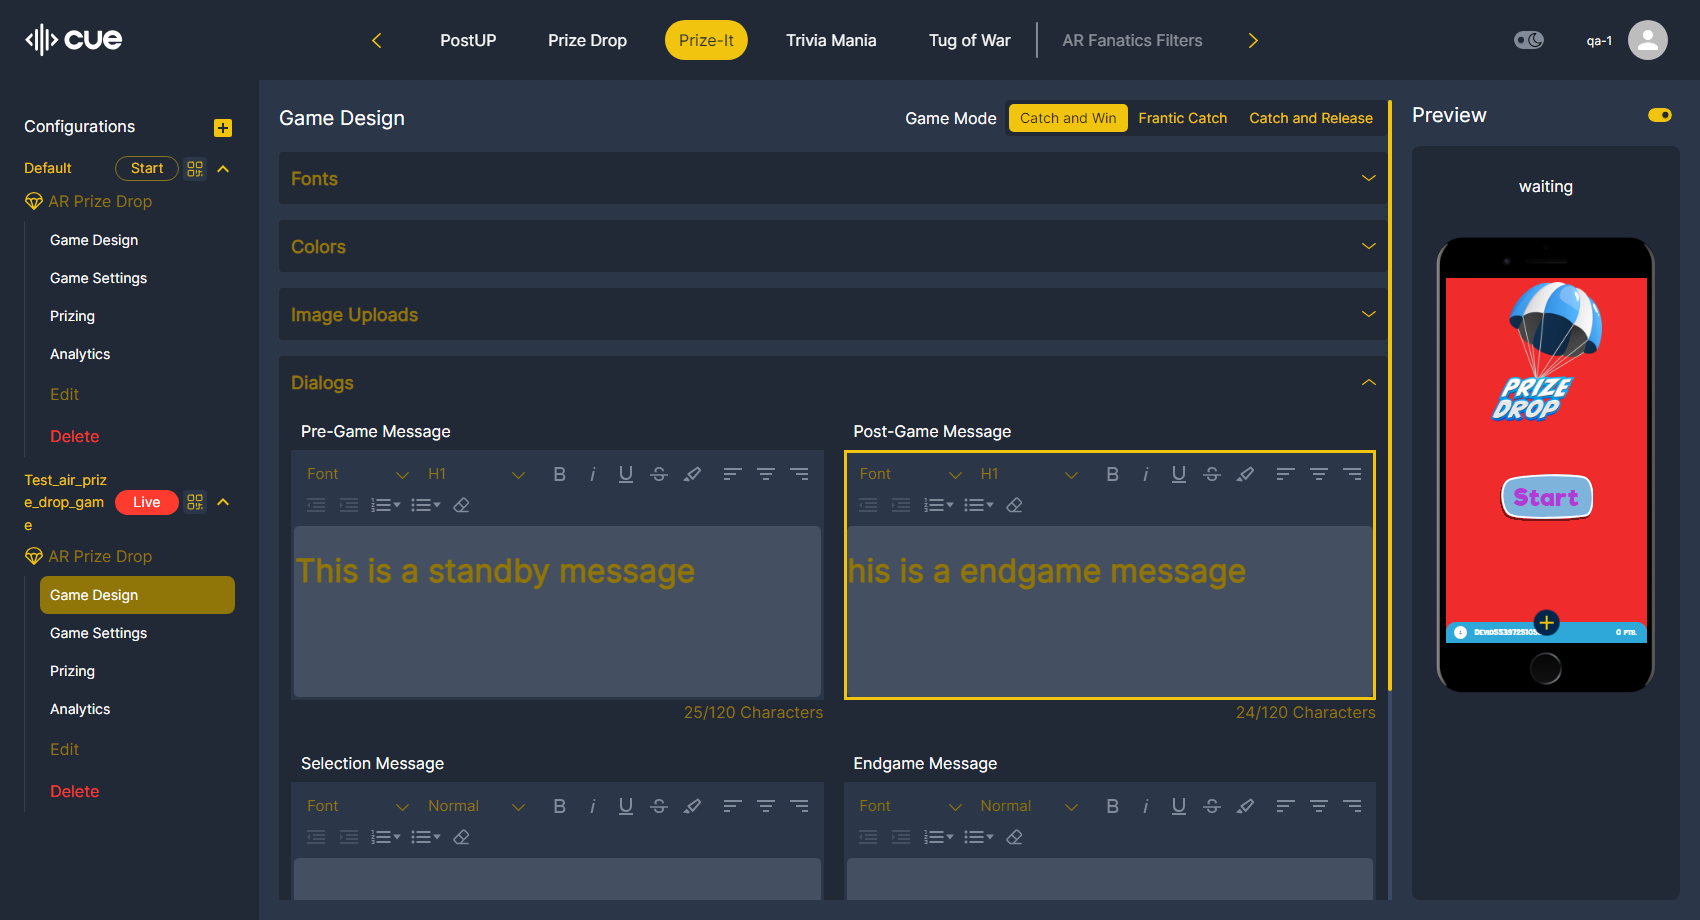 cue
PostUP
Prize Drop
Prize-It
Trivia Mania
Tug of War
AR Fanatics Filters
qa-1
Configurations
Default
Start
AR Prize Drop
Game Design
Game Settings
Prizing
Analytics
Edit
Delete
Test_air_priz
e_drop_gam
e
Live
AR Prize Drop
Game Design
Game Settings
Prizing
Analytics
Edit
Delete
Game Design
Game Mode
Catch and Win
Frantic Catch
Catch and Release
Fonts
Colors
Image Uploads
Dialogs
Pre-Game Message
Font
H1
This is a standby message
25/120 Characters
Post-Game Message
Font
H1
his is a endgame message
24/120 Characters
Selection Message
Font
Normal
Endgame Message
Font
Normal
Preview
waiting
PRIZE
DROP
Start
0 PTS.